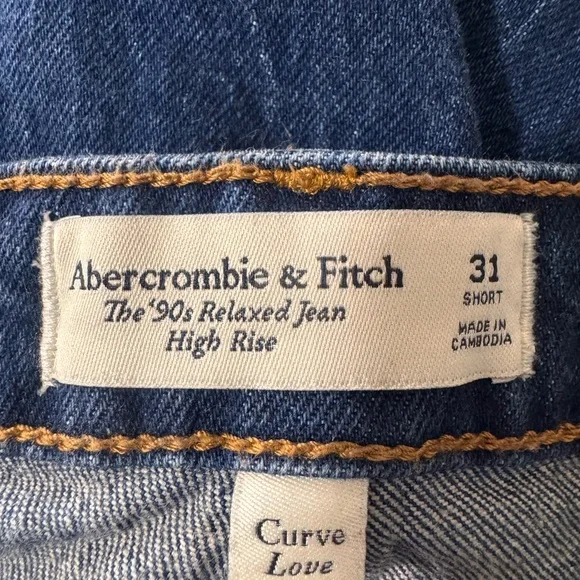 Abercrombie & Fitch
The '90s Relaxed Jean
High Rise
31
SHORT
MADE IN
CAMBODIA
Curve
Love